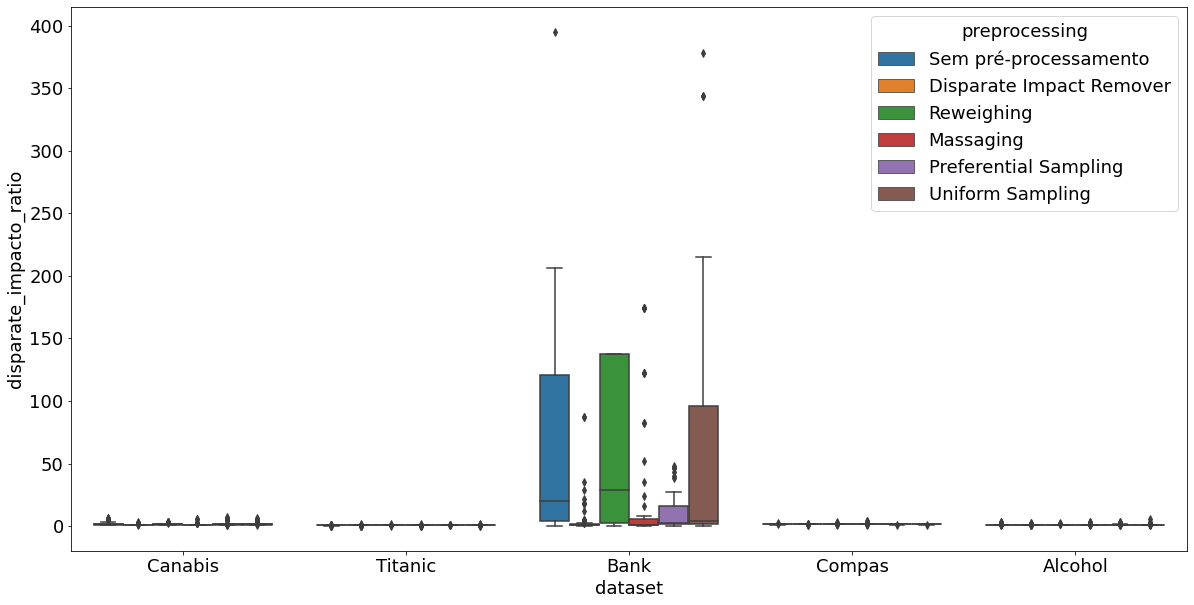 preprocessing
Sem pré-processamento
Disparate Impact Remover
Reweighing
Massaging
Preferential Sampling
Uniform Sampling
disparate_impacto_ratio
400
350
300
250
200
150
100
50
0
Canabis Titanic Bank Compas Alcohol
dataset